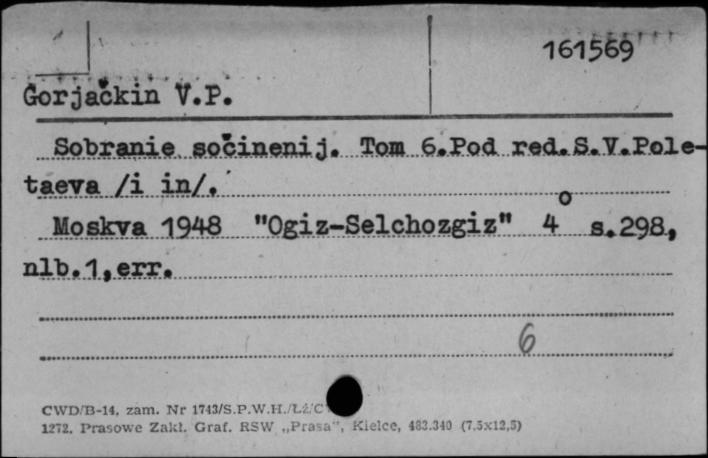 161569
Gorjačkin V.P.
Sobranie sočinenij. Tom 6.Pod red.S.V.Pole-
taeva /i in/.
Moskva 1948 "Ogiz-Selchozgiz" 4° s.298,
nlb.1,err.
6
CWD/B-14, zam. Nr 1743/S.P.W.H./Łż/C
1272. Prasowe Zakł. Graf. RSW „Prasa", Kielce, 483.340 (7,5x12,5)